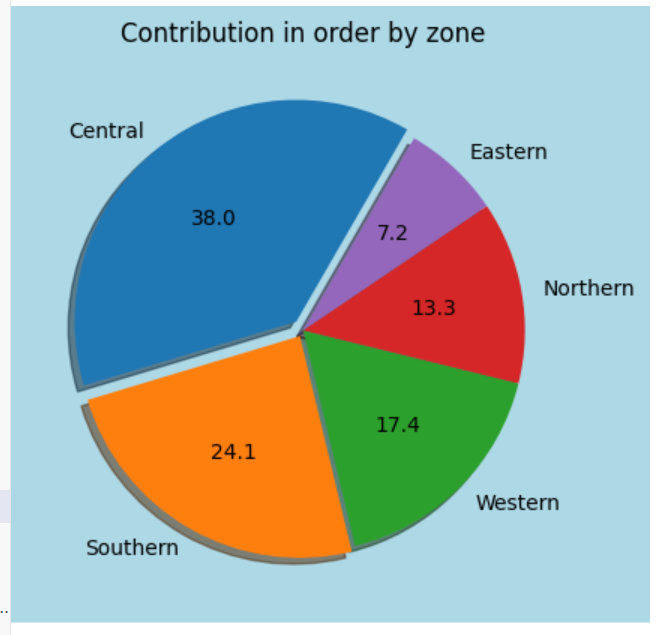 Contribution in order by zone
Central
Eastern
38.0
7.2
Northern
13.3
17.4
24.1
Western
Southern
...